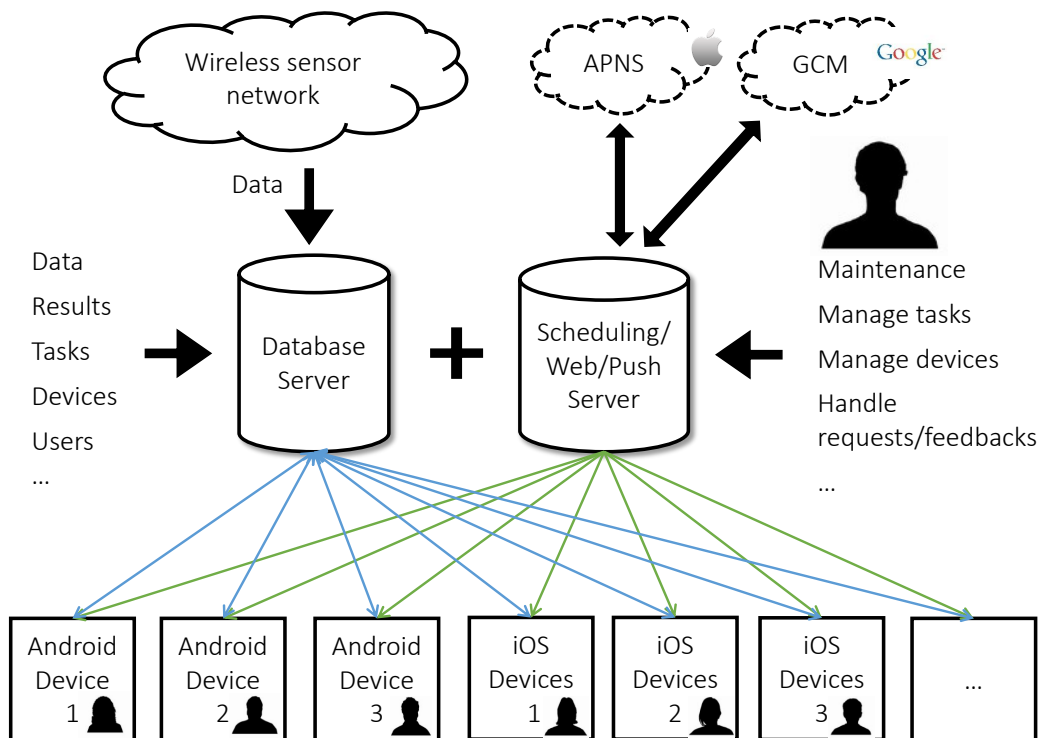 Wireless sensor
network
APNS
GCM
Google
Data
Data
Results
Tasks
Devices
Users
...
Database
Server
Scheduling/
Web/Push
Server
Maintenance
Manage tasks
Manage devices
Handle
requests/feedbacks
...
Android
Device
1
Android
Device
2
Android
Device
3
iOS
Devices
1
iOS
Devices
2
iOS
Devices
3
...